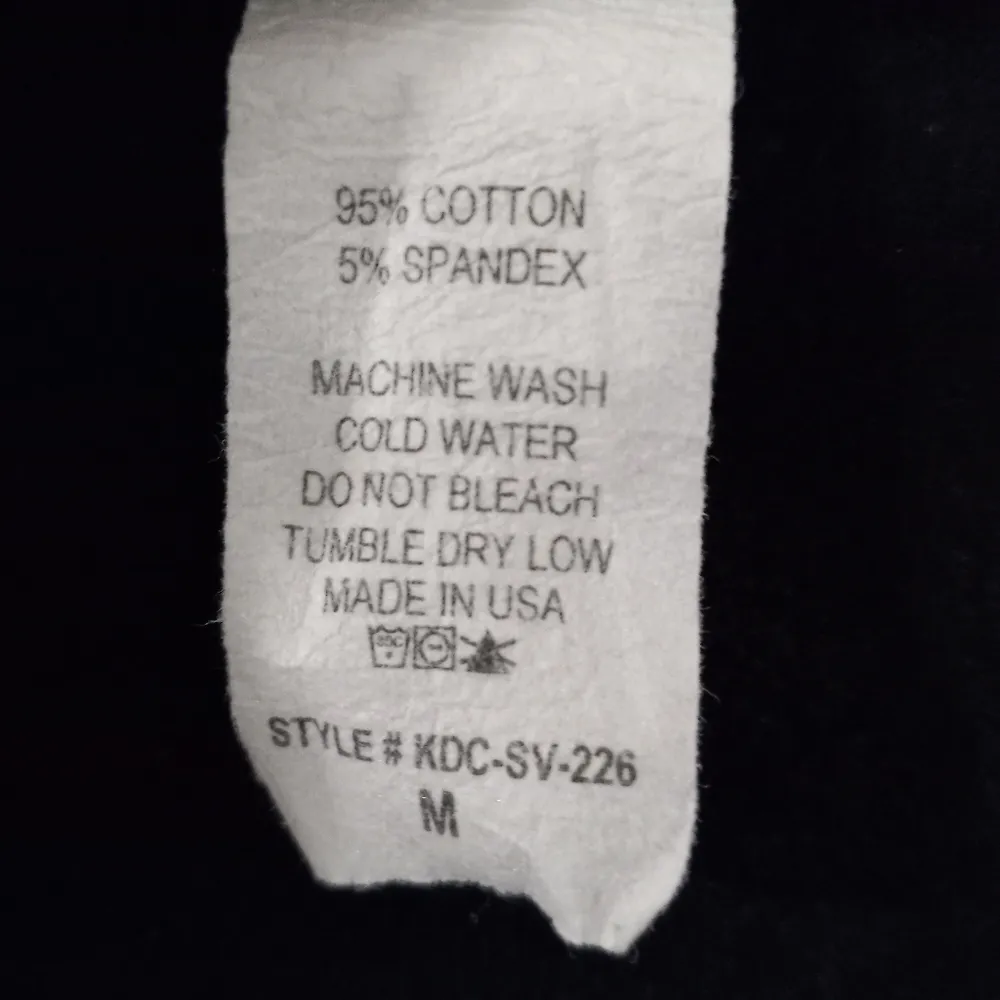 95% COTTON
5% SPANDEX
MACHINE WASH
COLD WATER
DO NOT BLEACH
TUMBLE DRY LOW
MADE IN USA
STYLE # KDC-SV-226
M